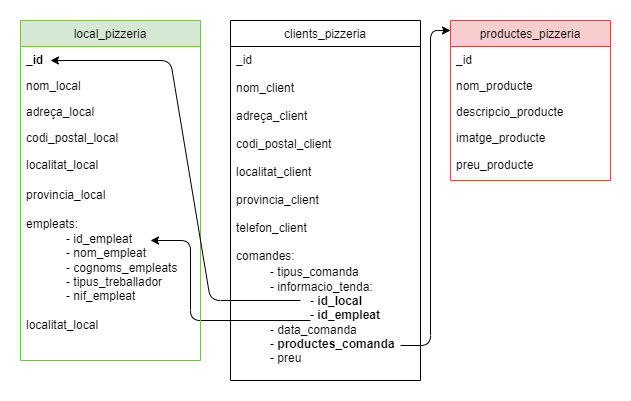 local_pizzeria
_id
nom_local
adreça_local
codi_postal_local
localitat_local
provincia_local
empleats:
- id_empleat
- nom_empleat
- cognoms_empleats
- tipus_treballador
- nif_empleat
localitat_local
clients_pizzeria
_id
nom_client
adreça_client
codi_postal_client
localitat_client
provincia_client
telefon_client
comandes:
- tipus_comanda
- informacio_tenda:
- id_local
- id_empleat
- data_comanda
- productes_comanda
- preu
productes_pizzeria
_id
nom_producte
descripcio_producte
imatge_producte
preu_producte